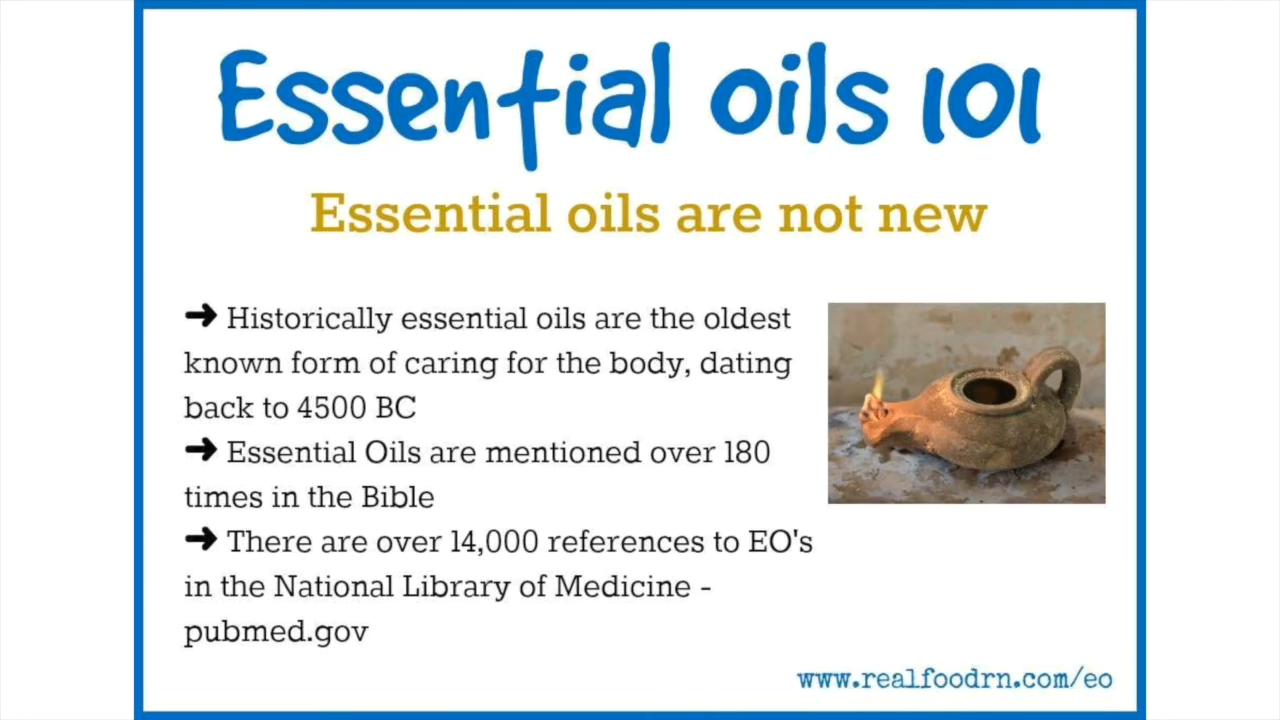 Essential oils 101
Essential oils are not new
➜ Historically essential oils are the oldest
known form of caring for the body, dating
back to 4500 BC
➜ Essential Oils are mentioned over 180
times in the Bible
➜ There are over 14,000 references to EO's
in the National Library of Medicine -
pubmed.gov
www.realfoodrn.com/eo